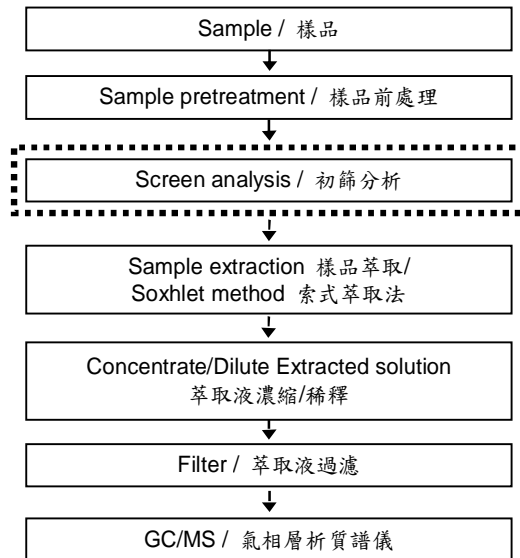 Sample / 樣品
Sample pretreatment / 樣品前處理
Screen analysis / 初篩分析
Sample extraction 樣品萃取/
Soxhlet method 索式萃取法
Concentrate/Dilute Extracted solution
萃取液濃縮/稀釋
Filter / 萃取液過濾
GC/MS / 氣相層析質譜儀